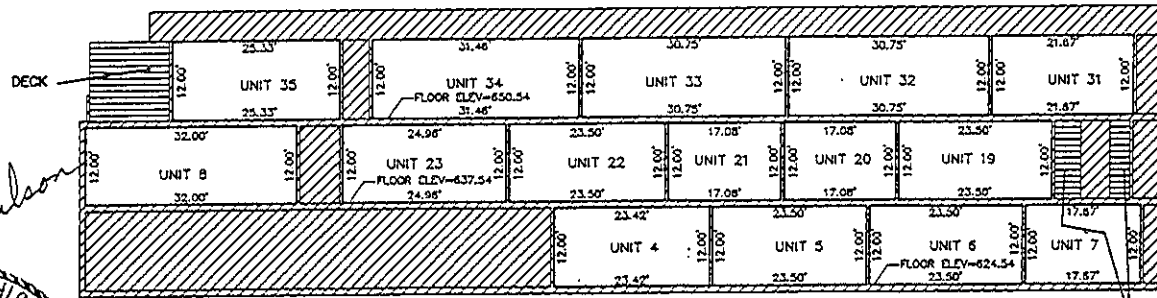 25.33' 31.46' 30.75' 30.75' 21.67'
DECK 12.00' UNIT 35 12.00' 12.00' UNIT 34 12.00' 12.00' UNIT 33 12.00' 12.00' UNIT 32 12.00' 12.00' UNIT 31 12.00'
FLOOR ELEV=650.54
25.33' 31.46' 30.75' 30.75' 21.67'
32.00' 24.96' 23.50' 17.08' 17.08' 23.50'
12.00' UNIT 8 12.00' 12.00' UNIT 23 12.00' 12.00' UNIT 22 12.00' 12.00' UNIT 21 12.00' 12.00' UNIT 20 12.00' 12.00' UNIT 19 12.00'
FLOOR ELEV=637.54
32.00' 24.96' 23.50' 17.08' 17.08' 23.50'
23.42' 23.50' 23.50' 17.67'
12.00' UNIT 4 12.00' 12.00' UNIT 5 12.00' 12.00' UNIT 6 12.00' 12.00' UNIT 7 12.00'
FLOOR ELEV=624.54
23.42' 23.50' 23.50' 17.67'